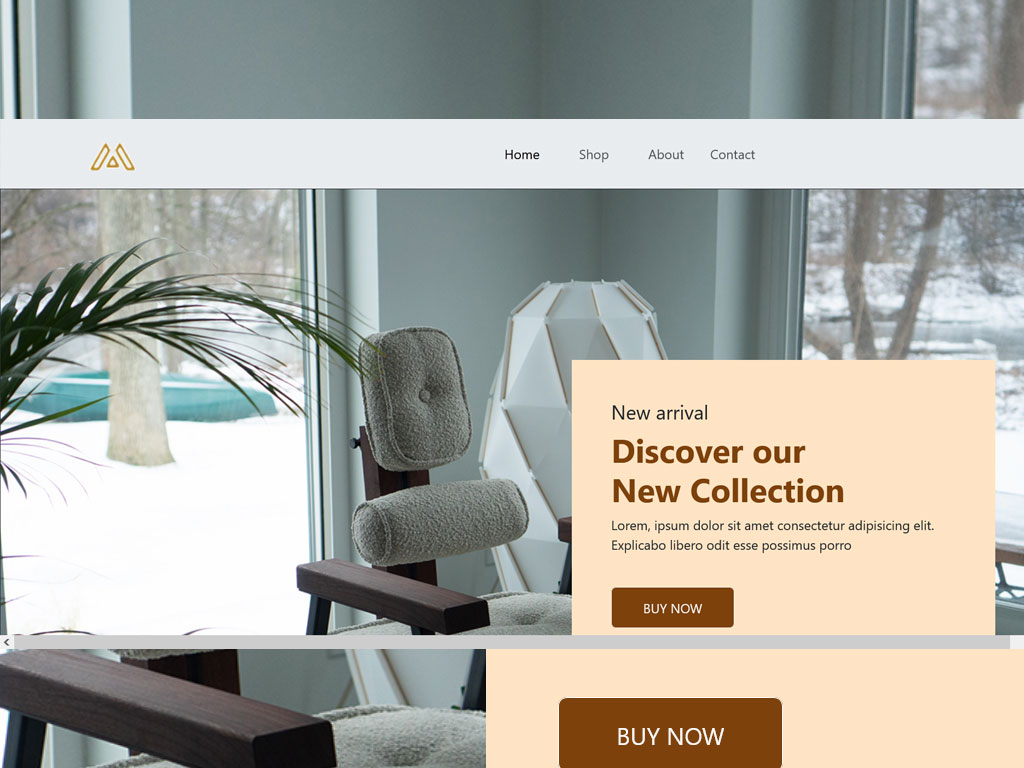 Home Shop About Contact
New arrival
Discover our
New Collection
Lorem, ipsum dolor sit amet consectetur adipisicing elit.
Explicabo libero odit esse possimus porro
BUY NOW
BUY NOW